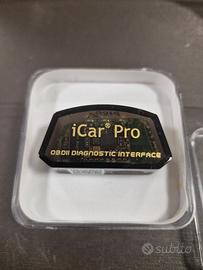 iCar® Pro
OBDII DIAGNOSTIC INTERFACE
subito